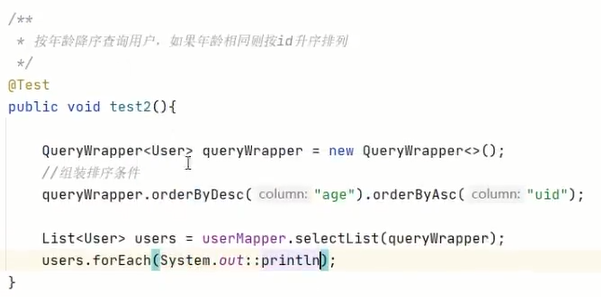 /**
 * 按年龄降序查询用户，如果年龄相同则按id升序排列
 */
@Test
public void test2(){
QueryWrapper<User> queryWrapper = new QueryWrapper<>();
//组装排序条件
queryWrapper.orderByDesc( column: "age").orderByAsc( column: "uid");
List<User> users = userMapper.selectList(queryWrapper);
users.forEach(System.out::println);
}